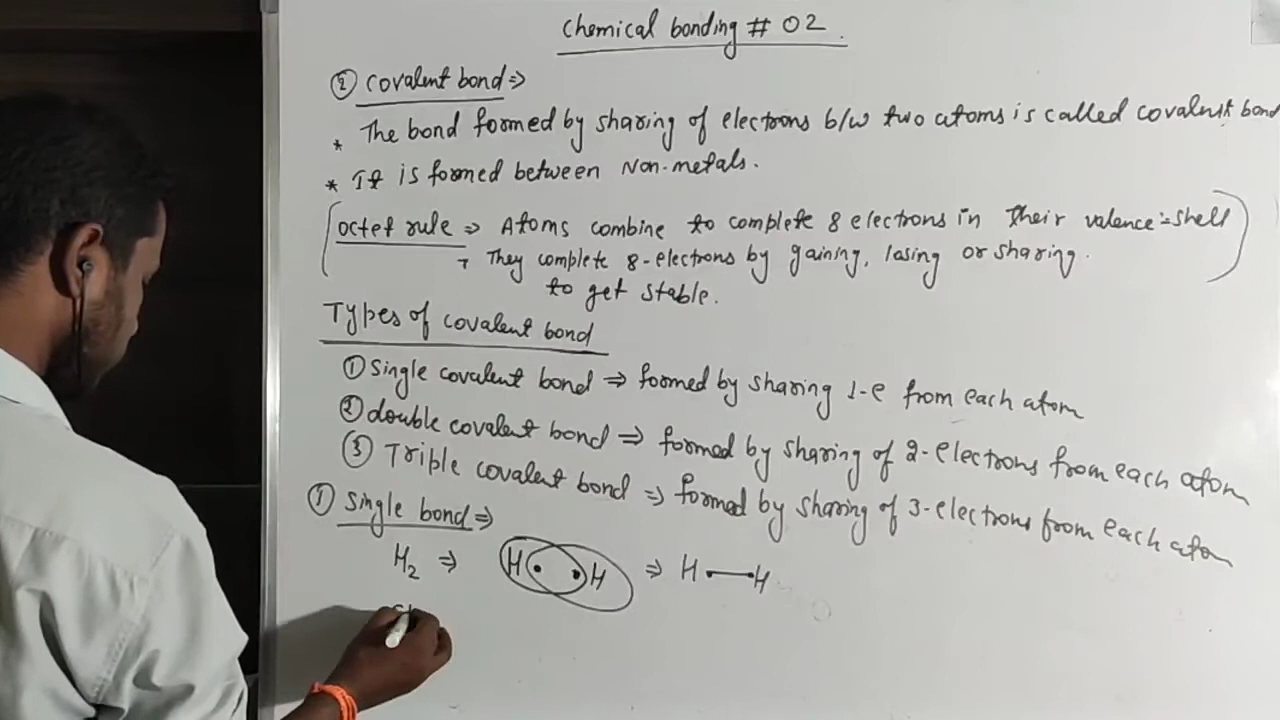 Chemical bonding # 02.
② Covalent bond ⇒
* The bond formed by sharing of electrons b/w two atoms is called covalent bond
* It is formed between Non-metals.
Octet rule ⇒ Atoms combine to complete 8 electrons in their valence-shell
→ They complete 8-electrons by gaining, lasing or sharing.
to get stable.
Types of covalent bond
① Single covalent bond ⇒ formed by sharing 1-e from each atom
② double covalent bond ⇒ formed by sharing of 2-electrons from each atom
③ Triple covalent bond ⇒ formed by sharing of 3-electrons from each atom
① Single bond ⇒
H₂ ⇒ H • • H ⇒ H — H